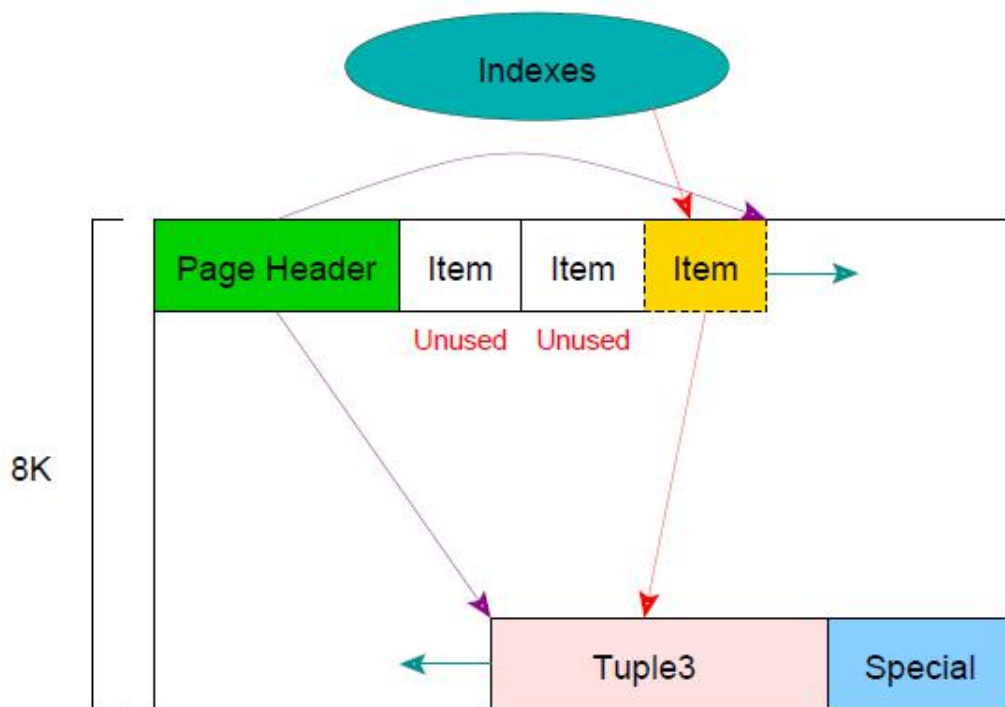 Indexes
Page Header
Item
Item
Item
Unused
Unused
8K
Tuple3
Special